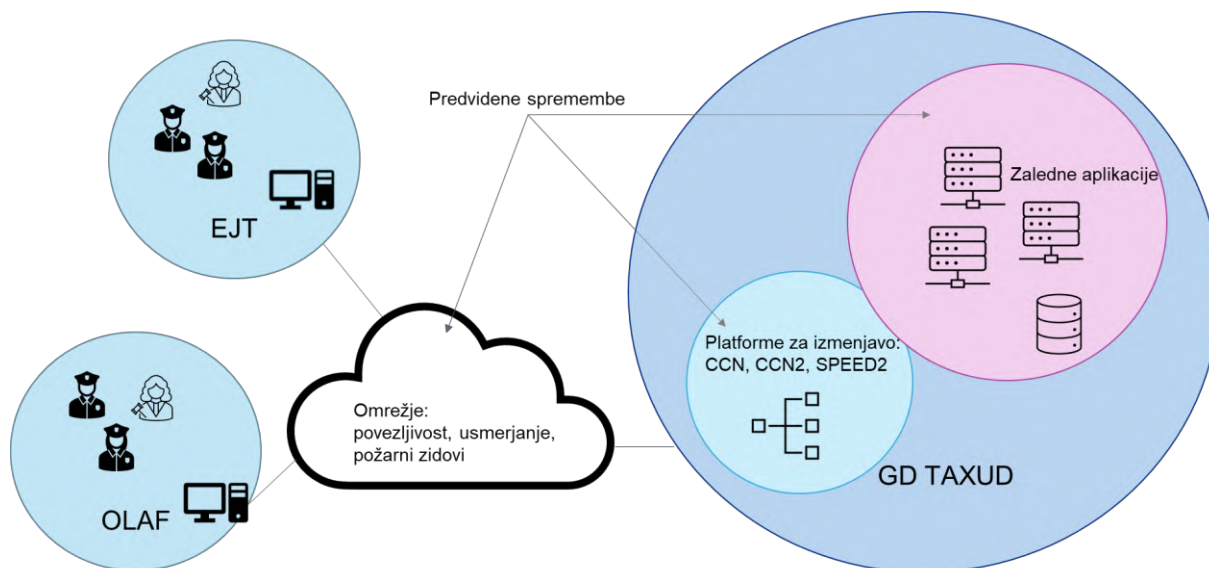 Predvidene spremembe
EJT
Zaledne aplikacije
Platforme za izmenjavo:
CCN, CCN2, SPEED2
Omrežje:
povezljivost, usmerjanje,
požarni zidovi
GD TAXUD
OLAF